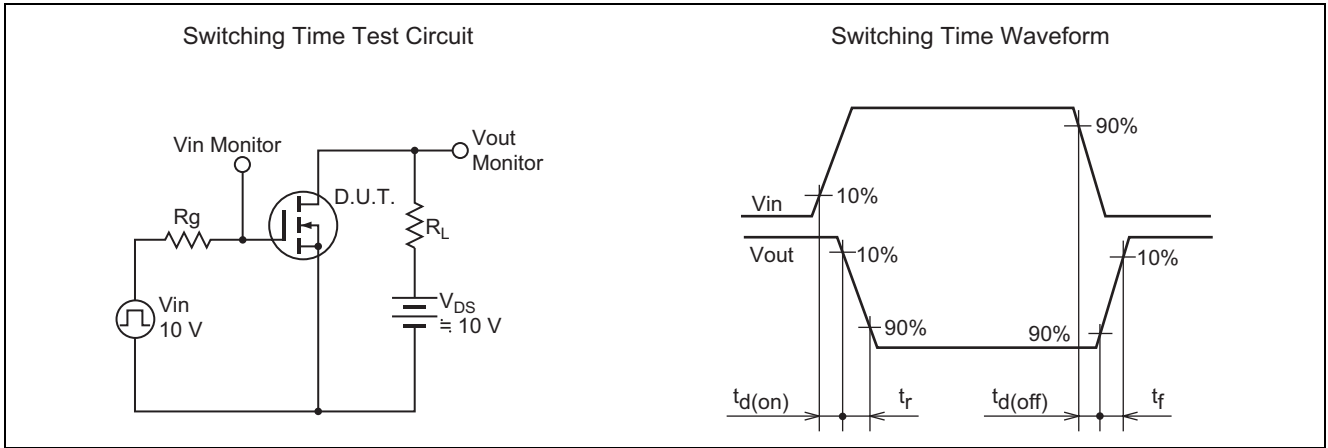 Switching Time Test Circuit
Vin Monitor
Vout
Monitor
D.U.T.
Rg
RL
Vin
10 V
VDS
≒ 10 V
Switching Time Waveform
90%
Vin
10%
Vout
10%
10%
90%
90%
td(on)
tr
td(off)
tf